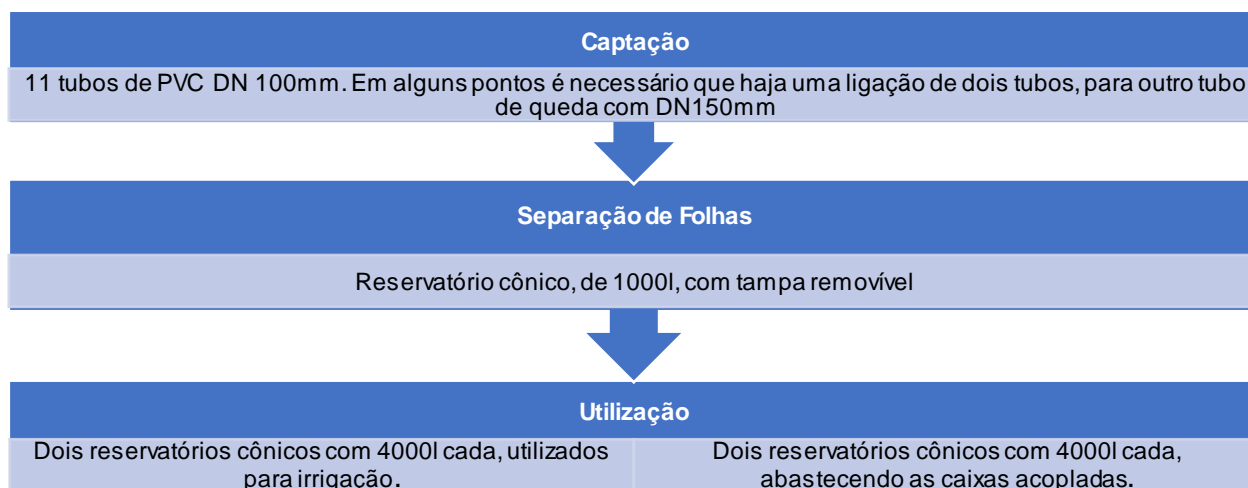 Captação
11 tubos de PVC DN 100mm. Em alguns pontos é necessário que haja uma ligação de dois tubos, para outro tubo
de queda com DN150mm
Separação de Folhas
Reservatório cônico, de 1000l, com tampa removível
Utilização
Dois reservatórios cônicos com 4000l cada, utilizados
para irrigação.
Dois reservatórios cônicos com 4000l cada,
abastecendo as caixas acopladas.